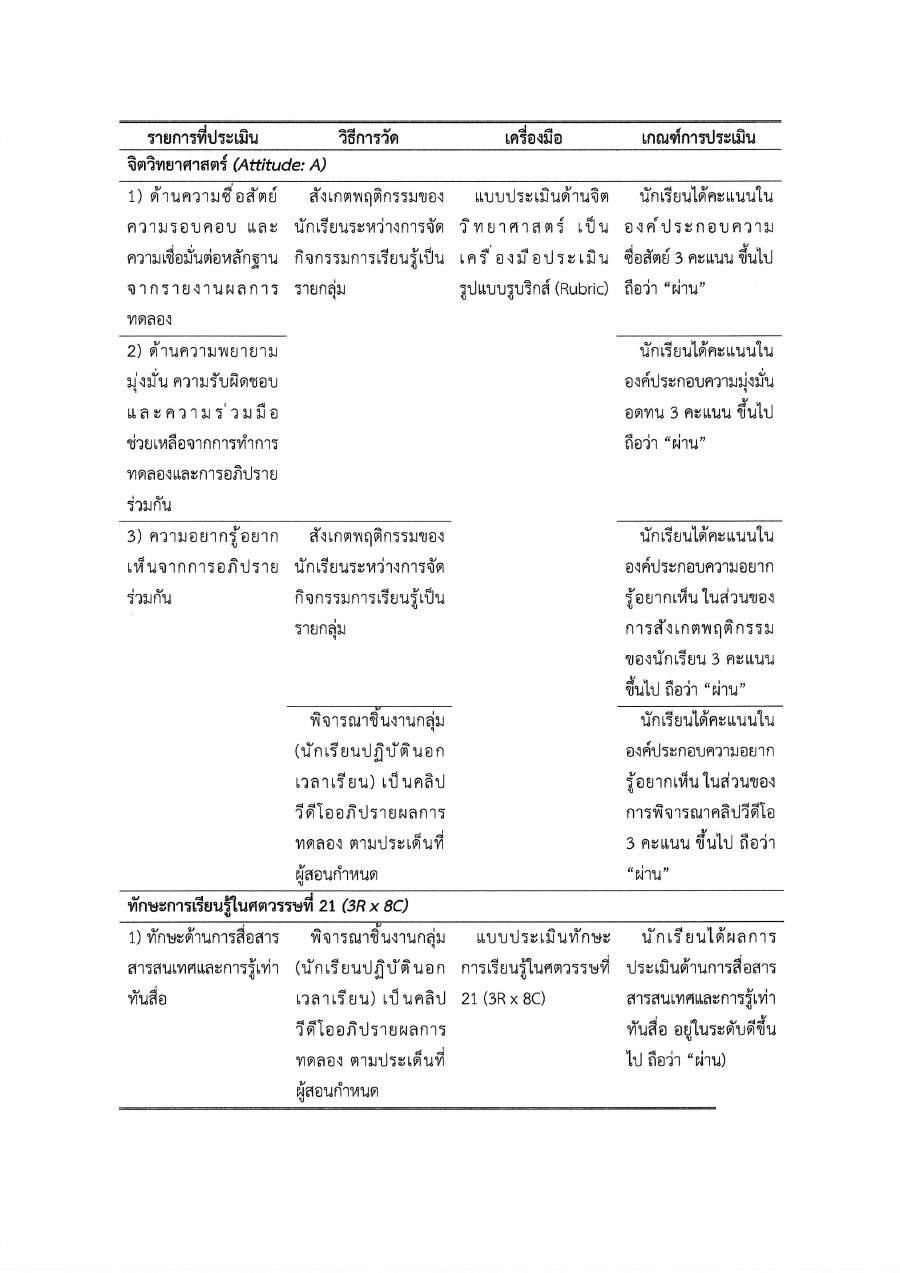 รายการที่ประเมิน วิธีการวัด เครื่องมือ เกณฑ์การประเมิน
จิตวิทยาศาสตร์ (Attitude: A)
1) ด้านความซื่อสัตย์ สังเกตพฤติกรรมของ แบบประเมินด้านจิต นักเรียนได้คะแนนใน
ความรอบคอบ และ นักเรียนระหว่างการจัด วิทยาศาสตร์ เป็น องค์ประกอบความ
ความเชื่อมั่นต่อหลักฐาน กิจกรรมการเรียนรู้เป็น เครื่องมือประเมิน ซื่อสัตย์ 3 คะแนน ขึ้นไป
จากรายงานผลการ รายกลุ่ม รูปแบบรูบริกส์ (Rubric) ถือว่า “ผ่าน”
ทดลอง
2) ด้านความพยายาม นักเรียนได้คะแนนใน
มุ่งมั่น ความรับผิดชอบ องค์ประกอบความมุ่งมั่น
และความร่วมมือ อดทน 3 คะแนน ขึ้นไป
ช่วยเหลือจากการทำการ ถือว่า “ผ่าน”
ทดลองและการอภิปราย
ร่วมกัน
3) ความอยากรู้อยาก สังเกตพฤติกรรมของ นักเรียนได้คะแนนใน
เห็นจากการอภิปราย นักเรียนระหว่างการจัด องค์ประกอบความอยาก
ร่วมกัน กิจกรรมการเรียนรู้เป็น รู้อยากเห็น ในส่วนของ
รายกลุ่ม การสังเกตพฤติกรรม
ของนักเรียน 3 คะแนน
ขึ้นไป ถือว่า “ผ่าน”
พิจารณาชิ้นงานกลุ่ม นักเรียนได้คะแนนใน
(นักเรียนปฏิบัตินอก องค์ประกอบความอยาก
เวลาเรียน) เป็นคลิป รู้อยากเห็น ในส่วนของ
วีดีโออภิปรายผลการ การพิจารณาคลิปวีดีโอ
ทดลอง ตามประเด็นที่ 3 คะแนน ขึ้นไป ถือว่า
ผู้สอนกำหนด “ผ่าน”
ทักษะการเรียนรู้ในศตวรรษที่ 21 (3R x 8C)
1) ทักษะด้านการสื่อสาร พิจารณาชิ้นงานกลุ่ม แบบประเมินทักษะ นักเรียนได้ผลการ
สารสนเทศและการรู้เท่า (นักเรียนปฏิบัตินอก การเรียนรู้ในศตวรรษที่ ประเมินด้านการสื่อสาร
ทันสื่อ เวลาเรียน) เป็นคลิป 21 (3R x 8C) สารสนเทศและการรู้เท่า
วีดีโออภิปรายผลการ ทันสื่อ อยู่ในระดับดีขึ้น
ทดลอง ตามประเด็นที่ ไป ถือว่า “ผ่าน)
ผู้สอนกำหนด